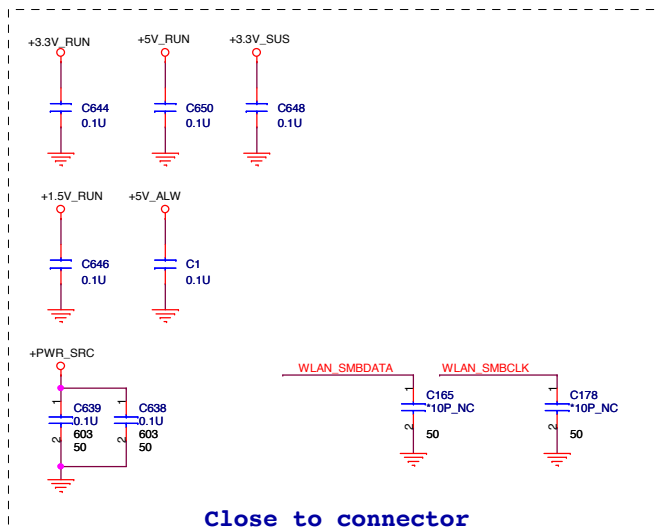 +3.3V_RUN
+5V_RUN
+3.3V_SUS
C644
0.1U
C650
0.1U
C648
0.1U
+1.5V_RUN
+5V_ALW
C646
0.1U
C1
0.1U
+PWR_SRC
1
2
C639
0.1U
603
50
1
2
C638
0.1U
603
50
WLAN_SMBDATA
1
2
C165
*10P_NC
50
WLAN_SMBCLK
1
2
C178
*10P_NC
50
Close to connector